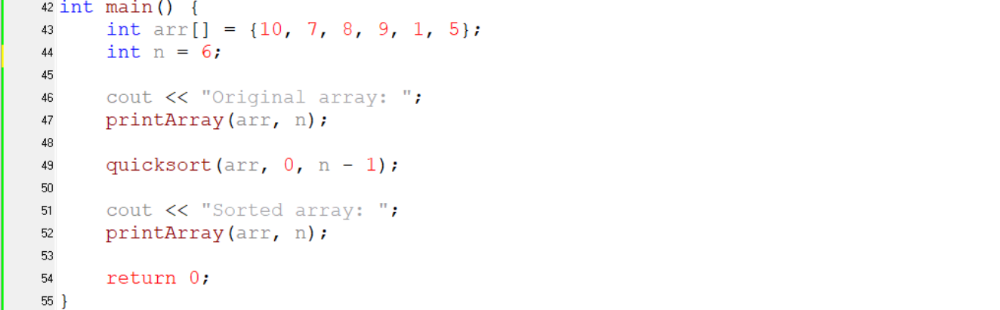 42 int main() {
43     int arr[] = {10, 7, 8, 9, 1, 5};
44     int n = 6;
45
46     cout << "Original array: ";
47     printArray(arr, n);
48
49     quicksort(arr, 0, n - 1);
50
51     cout << "Sorted array: ";
52     printArray(arr, n);
53
54     return 0;
55 }